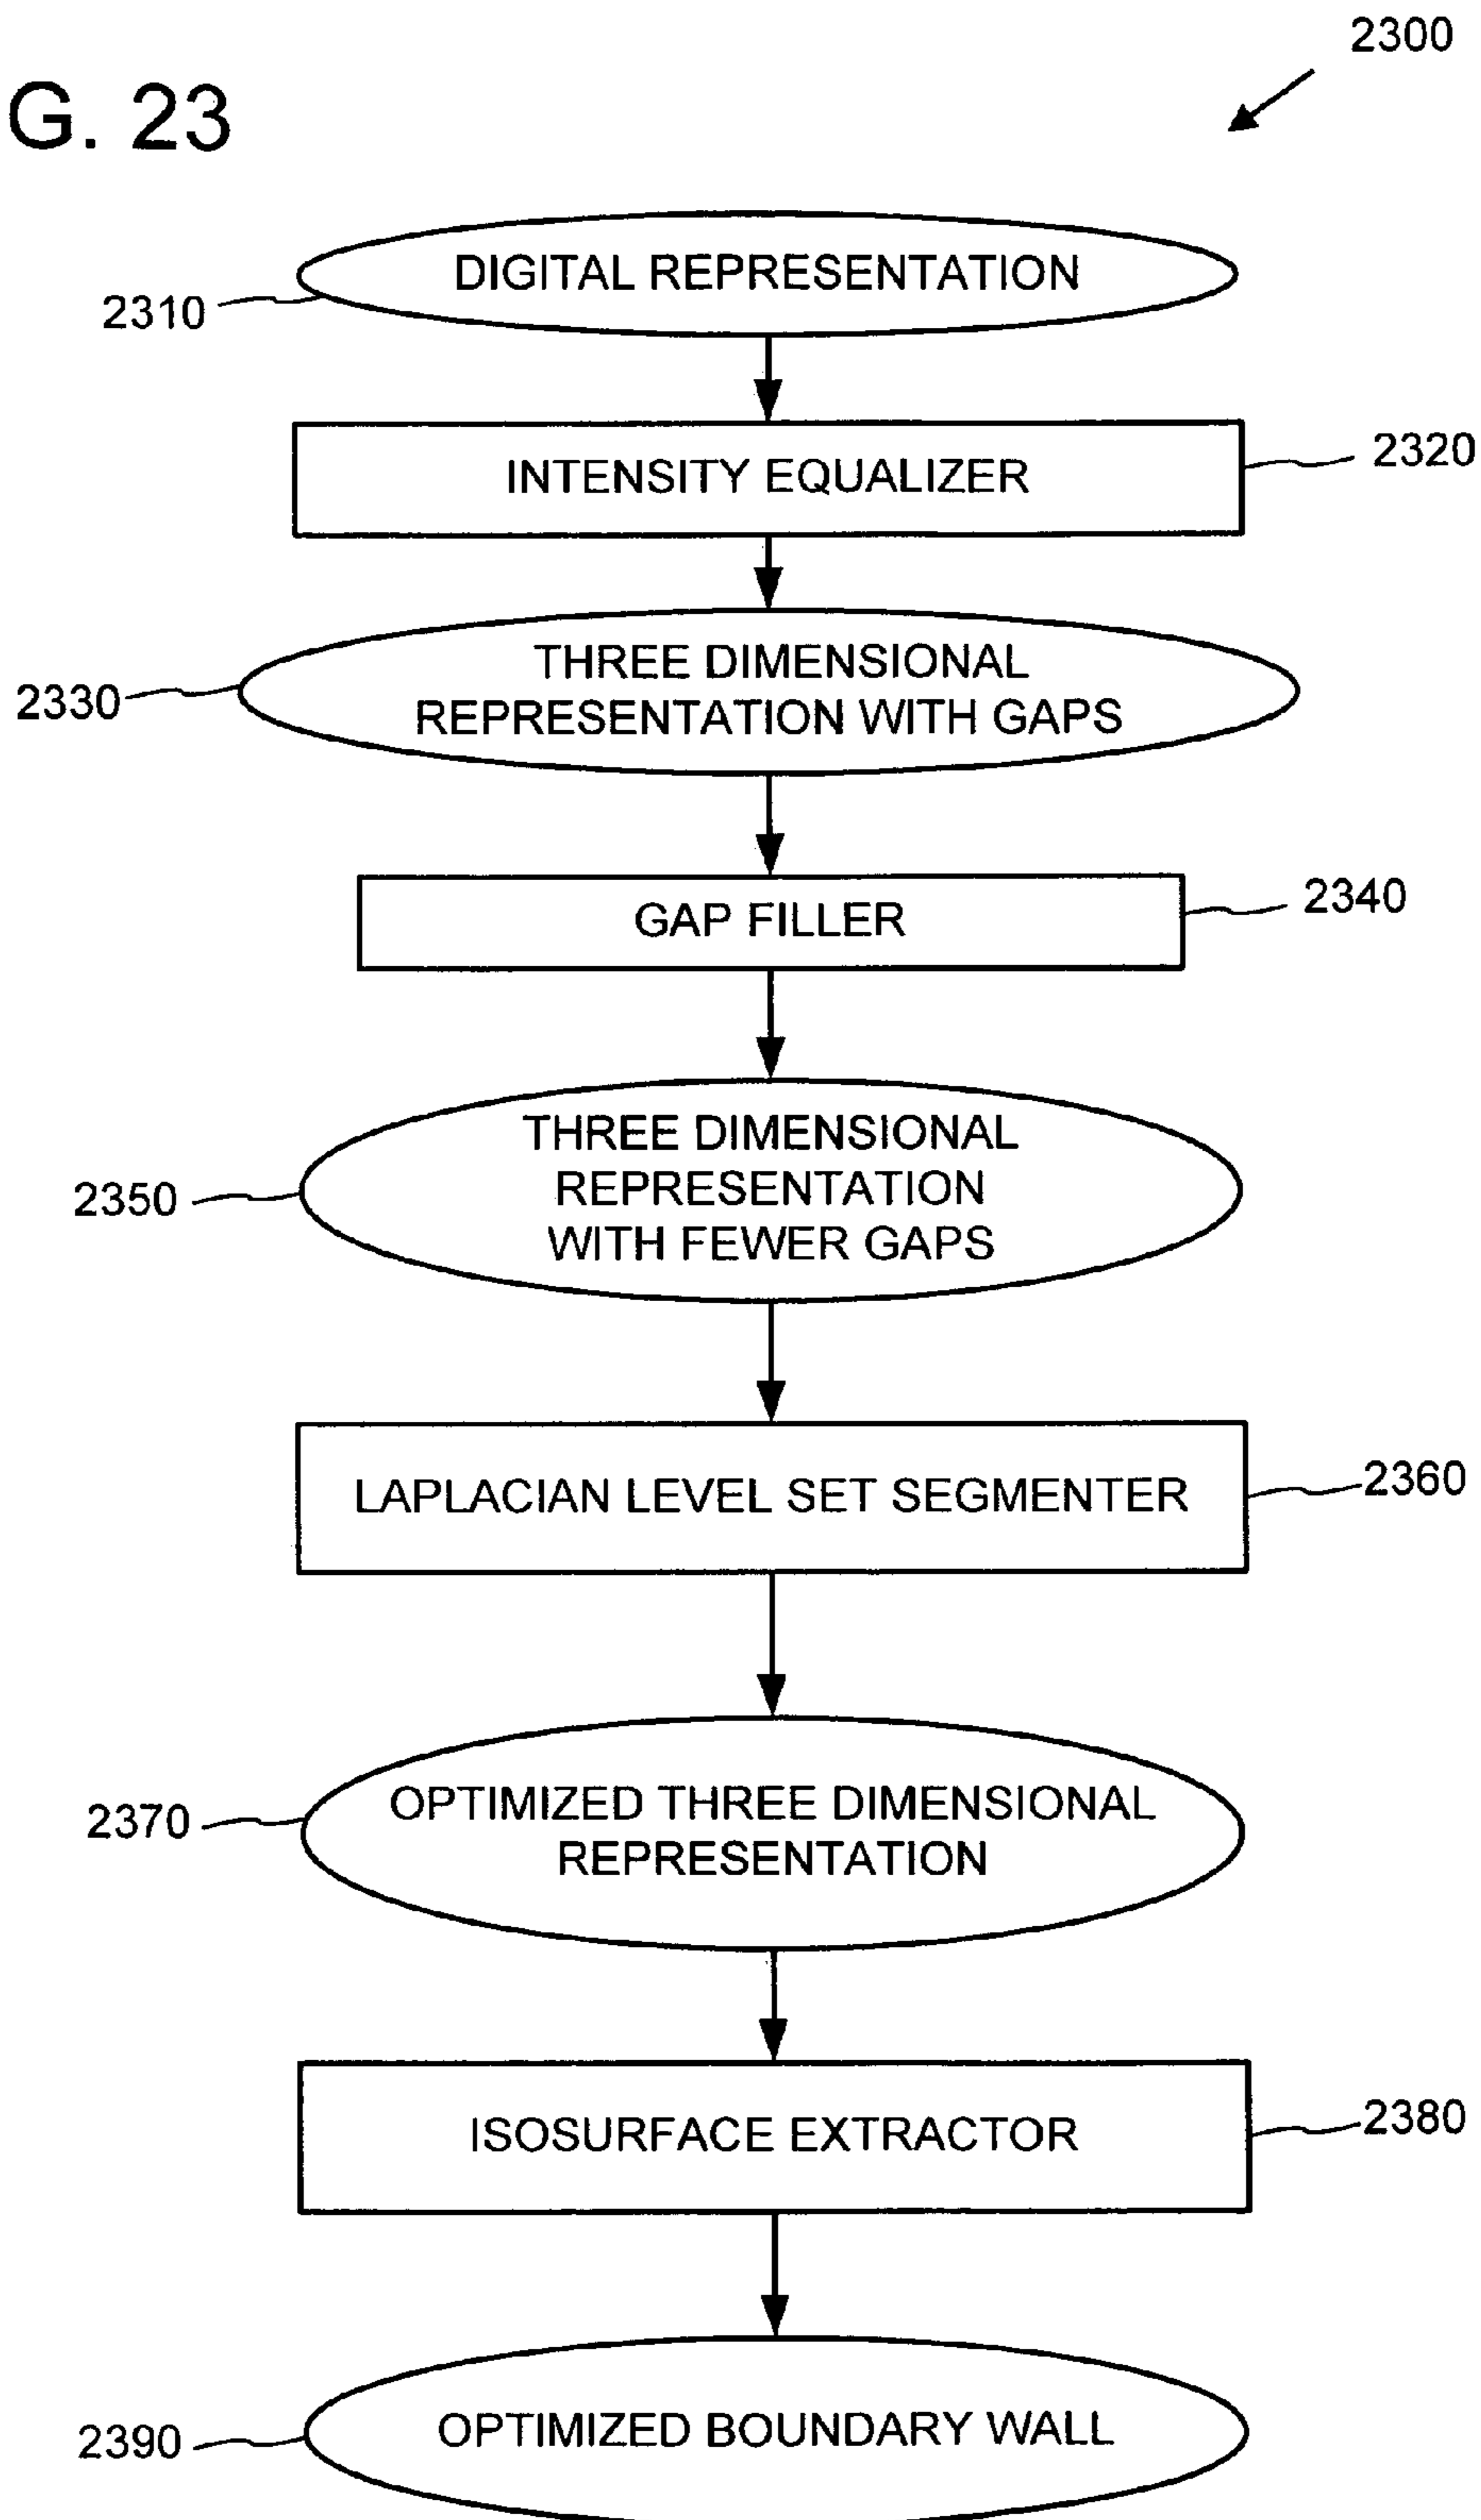 2300
G. 23
DIGITAL REPRESENTATION
2310
INTENSITY EQUALIZER
2320
THREE DIMENSIONAL
REPRESENTATION WITH GAPS
2330
GAP FILLER
2340
THREE DIMENSIONAL
REPRESENTATION
WITH FEWER GAPS
2350
LAPLACIAN LEVEL SET SEGMENTER
2360
OPTIMIZED THREE DIMENSIONAL
REPRESENTATION
2370
ISOSURFACE EXTRACTOR
2380
OPTIMIZED BOUNDARY WALL
2390